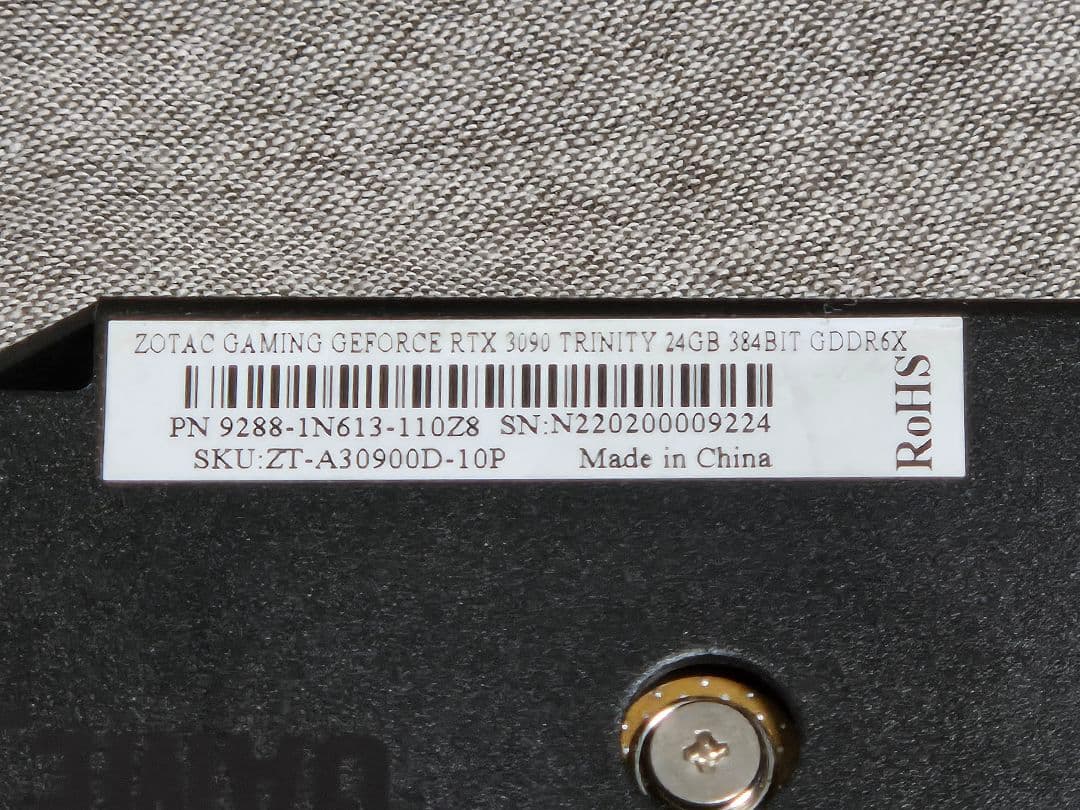 ZOTAC GAMING GEFORCE RTX 3090 TRINITY 24GB 384BIT GDDR6X
PN 9288-1N613-110Z8 SN:N220200009224
SKU:ZT-A30900D-10P Made in China
RoHS